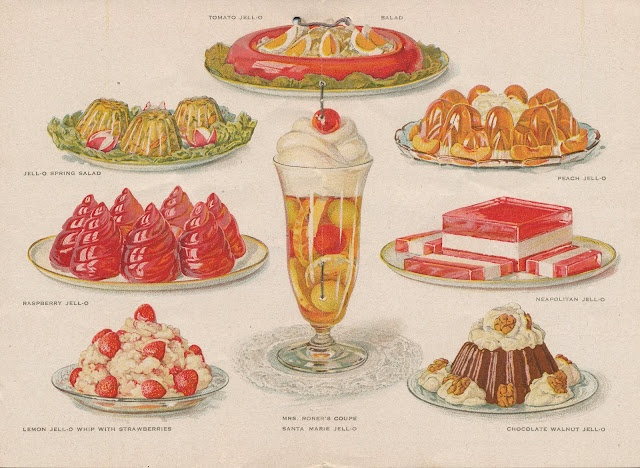 TOMATO JELL-O SALAD
JELL-O SPRING SALAD
PEACH JELL-O
RASPBERRY JELL-O
NEAPOLITAN JELL-O
LEMON JELL-O WHIP WITH STRAWBERRIES
MRS. RORER'S COUPE
SANTA MARIE JELL-O
CHOCOLATE WALNUT JELL-O